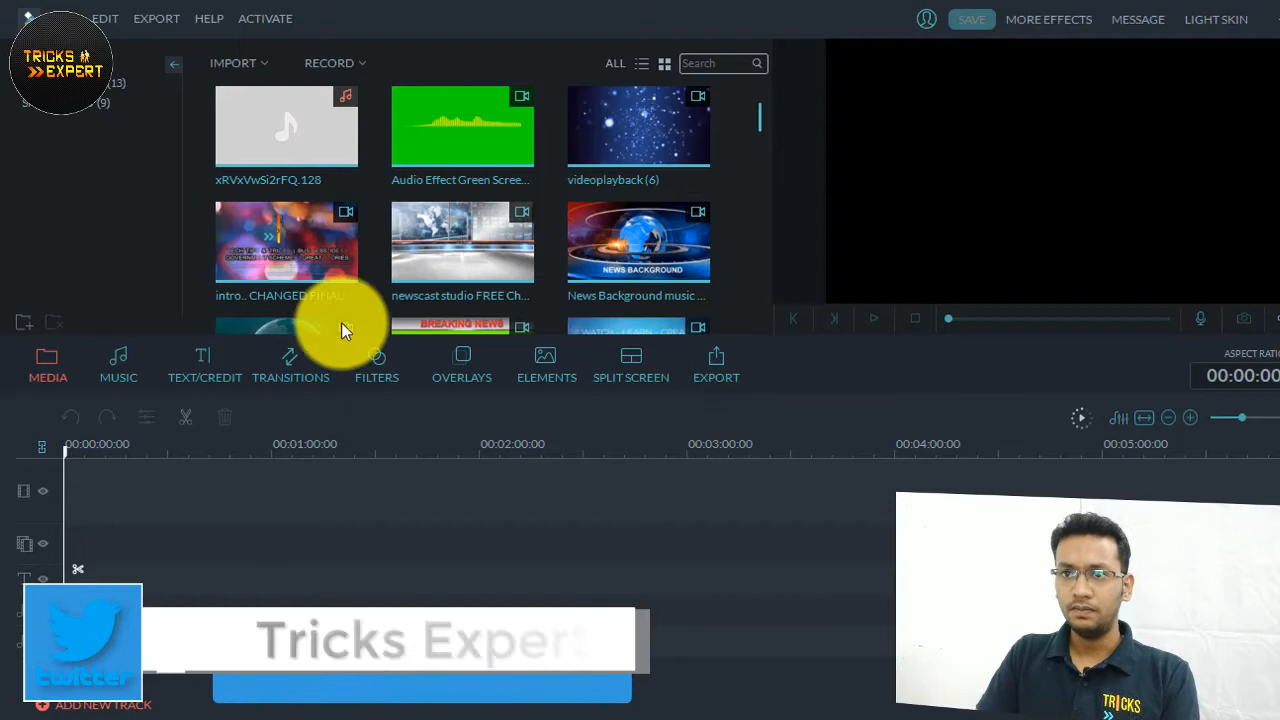 EDIT EXPORT HELP ACTIVATE
SAVE MORE EFFECTS MESSAGE LIGHT SKIN
TRICKS
EXPERT
(13)
(9)
IMPORT RECORD
ALL Search
xRVxVwSi2rFQ.128 Audio Effect Green Scree... videoplayback (6)
NEWS BACKGROUND
intro.. CHANGED FINAL newscast studio FREE Ch... News Background music ...
BREAKING NEWS
MEDIA MUSIC TEXT/CREDIT TRANSITIONS FILTERS OVERLAYS ELEMENTS SPLIT SCREEN EXPORT
ASPECT RATIO
00:00:00
00:00:00:00 00:01:00:00 00:02:00:00 00:03:00:00 00:04:00:00 00:05:00:00
twitter
Tricks Expert
ADD NEW TRACK
TRICKS